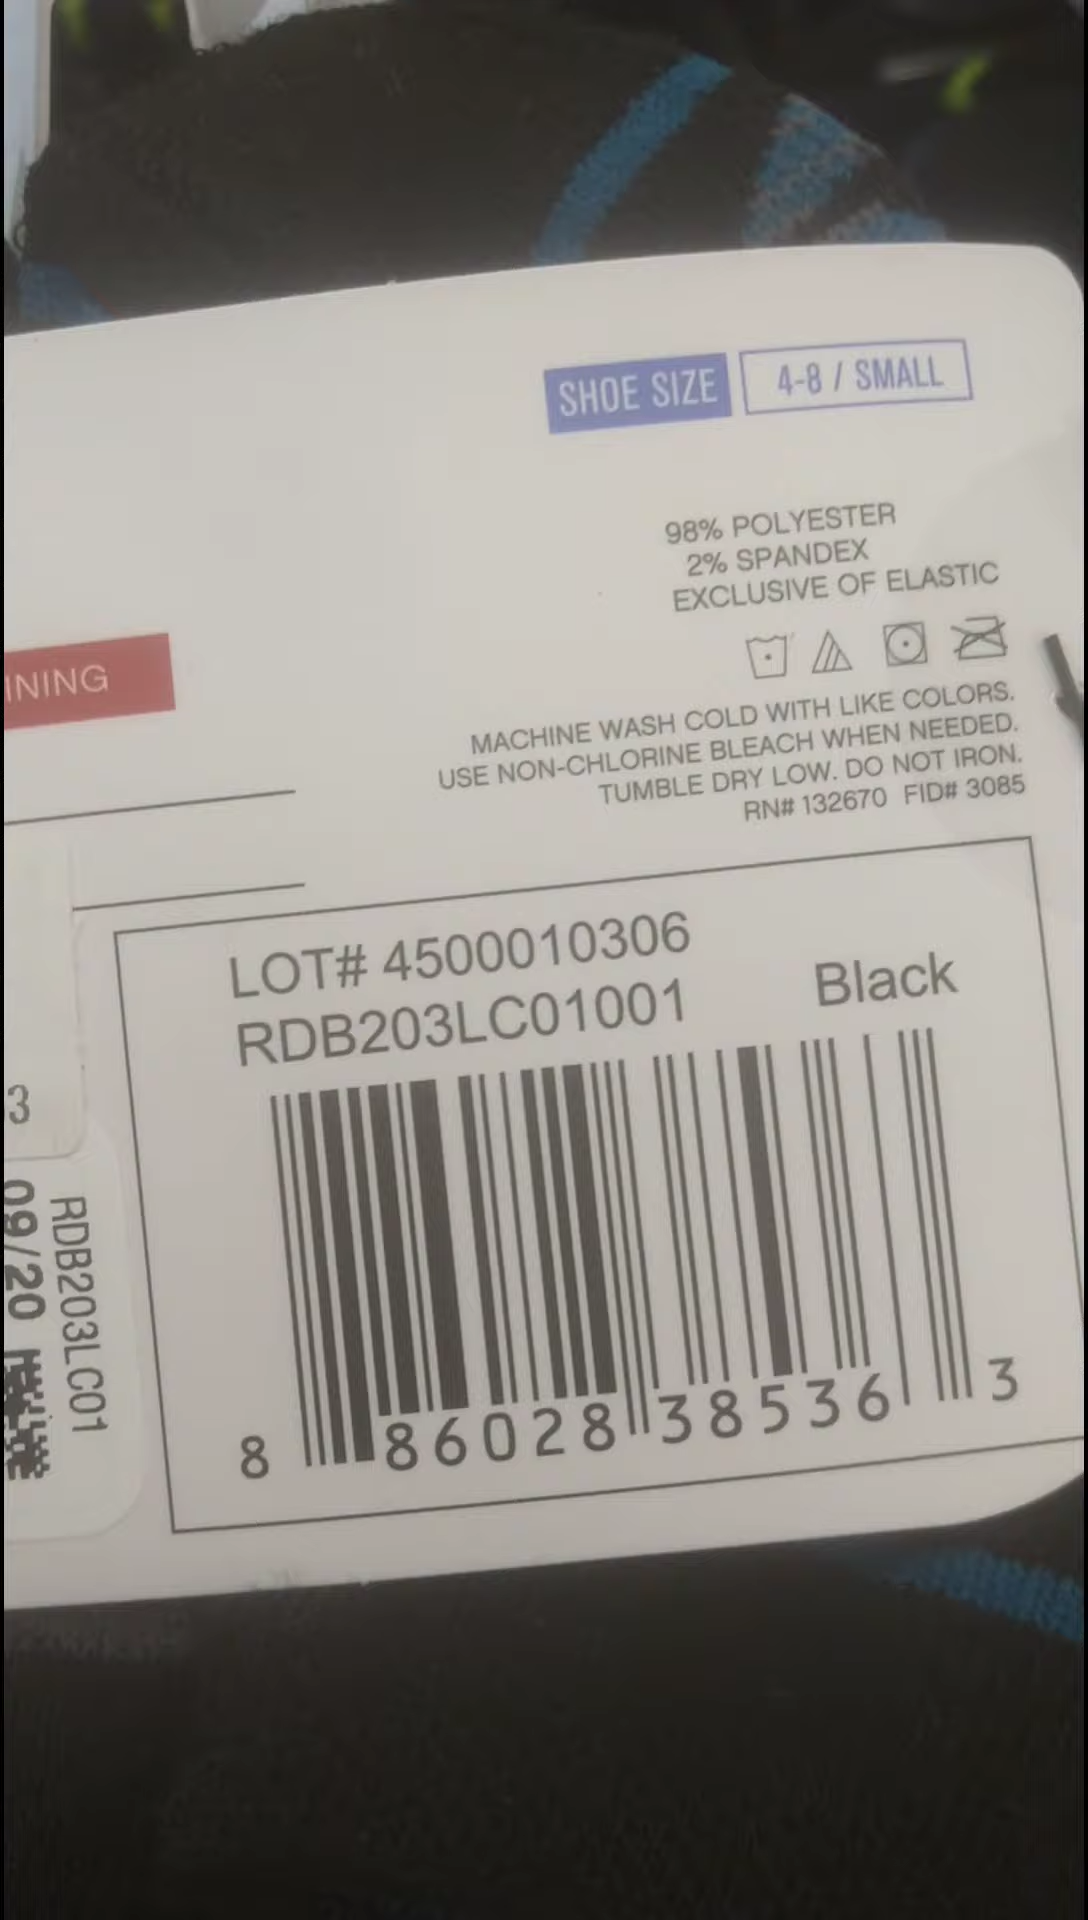 SHOE SIZE 4-8 / SMALL
98% POLYESTER
2% SPANDEX
EXCLUSIVE OF ELASTIC
INING
MACHINE WASH COLD WITH LIKE COLORS.
USE NON-CHLORINE BLEACH WHEN NEEDED.
TUMBLE DRY LOW. DO NOT IRON.
RN# 132670 FID# 3085
LOT# 4500010306
RDB203LC01001 Black
8 86028 38536 3
3
RDB203LC01
09/20